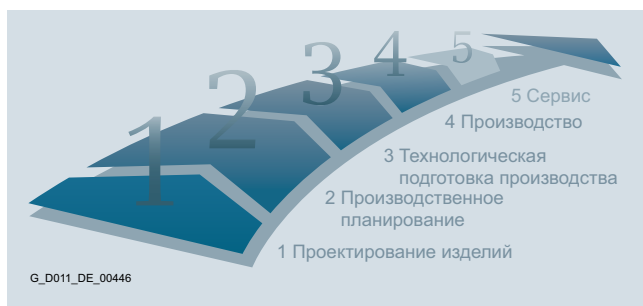 1
2
3
4
5
5 Сервис
4 Производство
3 Технологическая
подготовка производства
2 Производственное
планирование
1 Проектирование изделий
G_D011_DE_00446